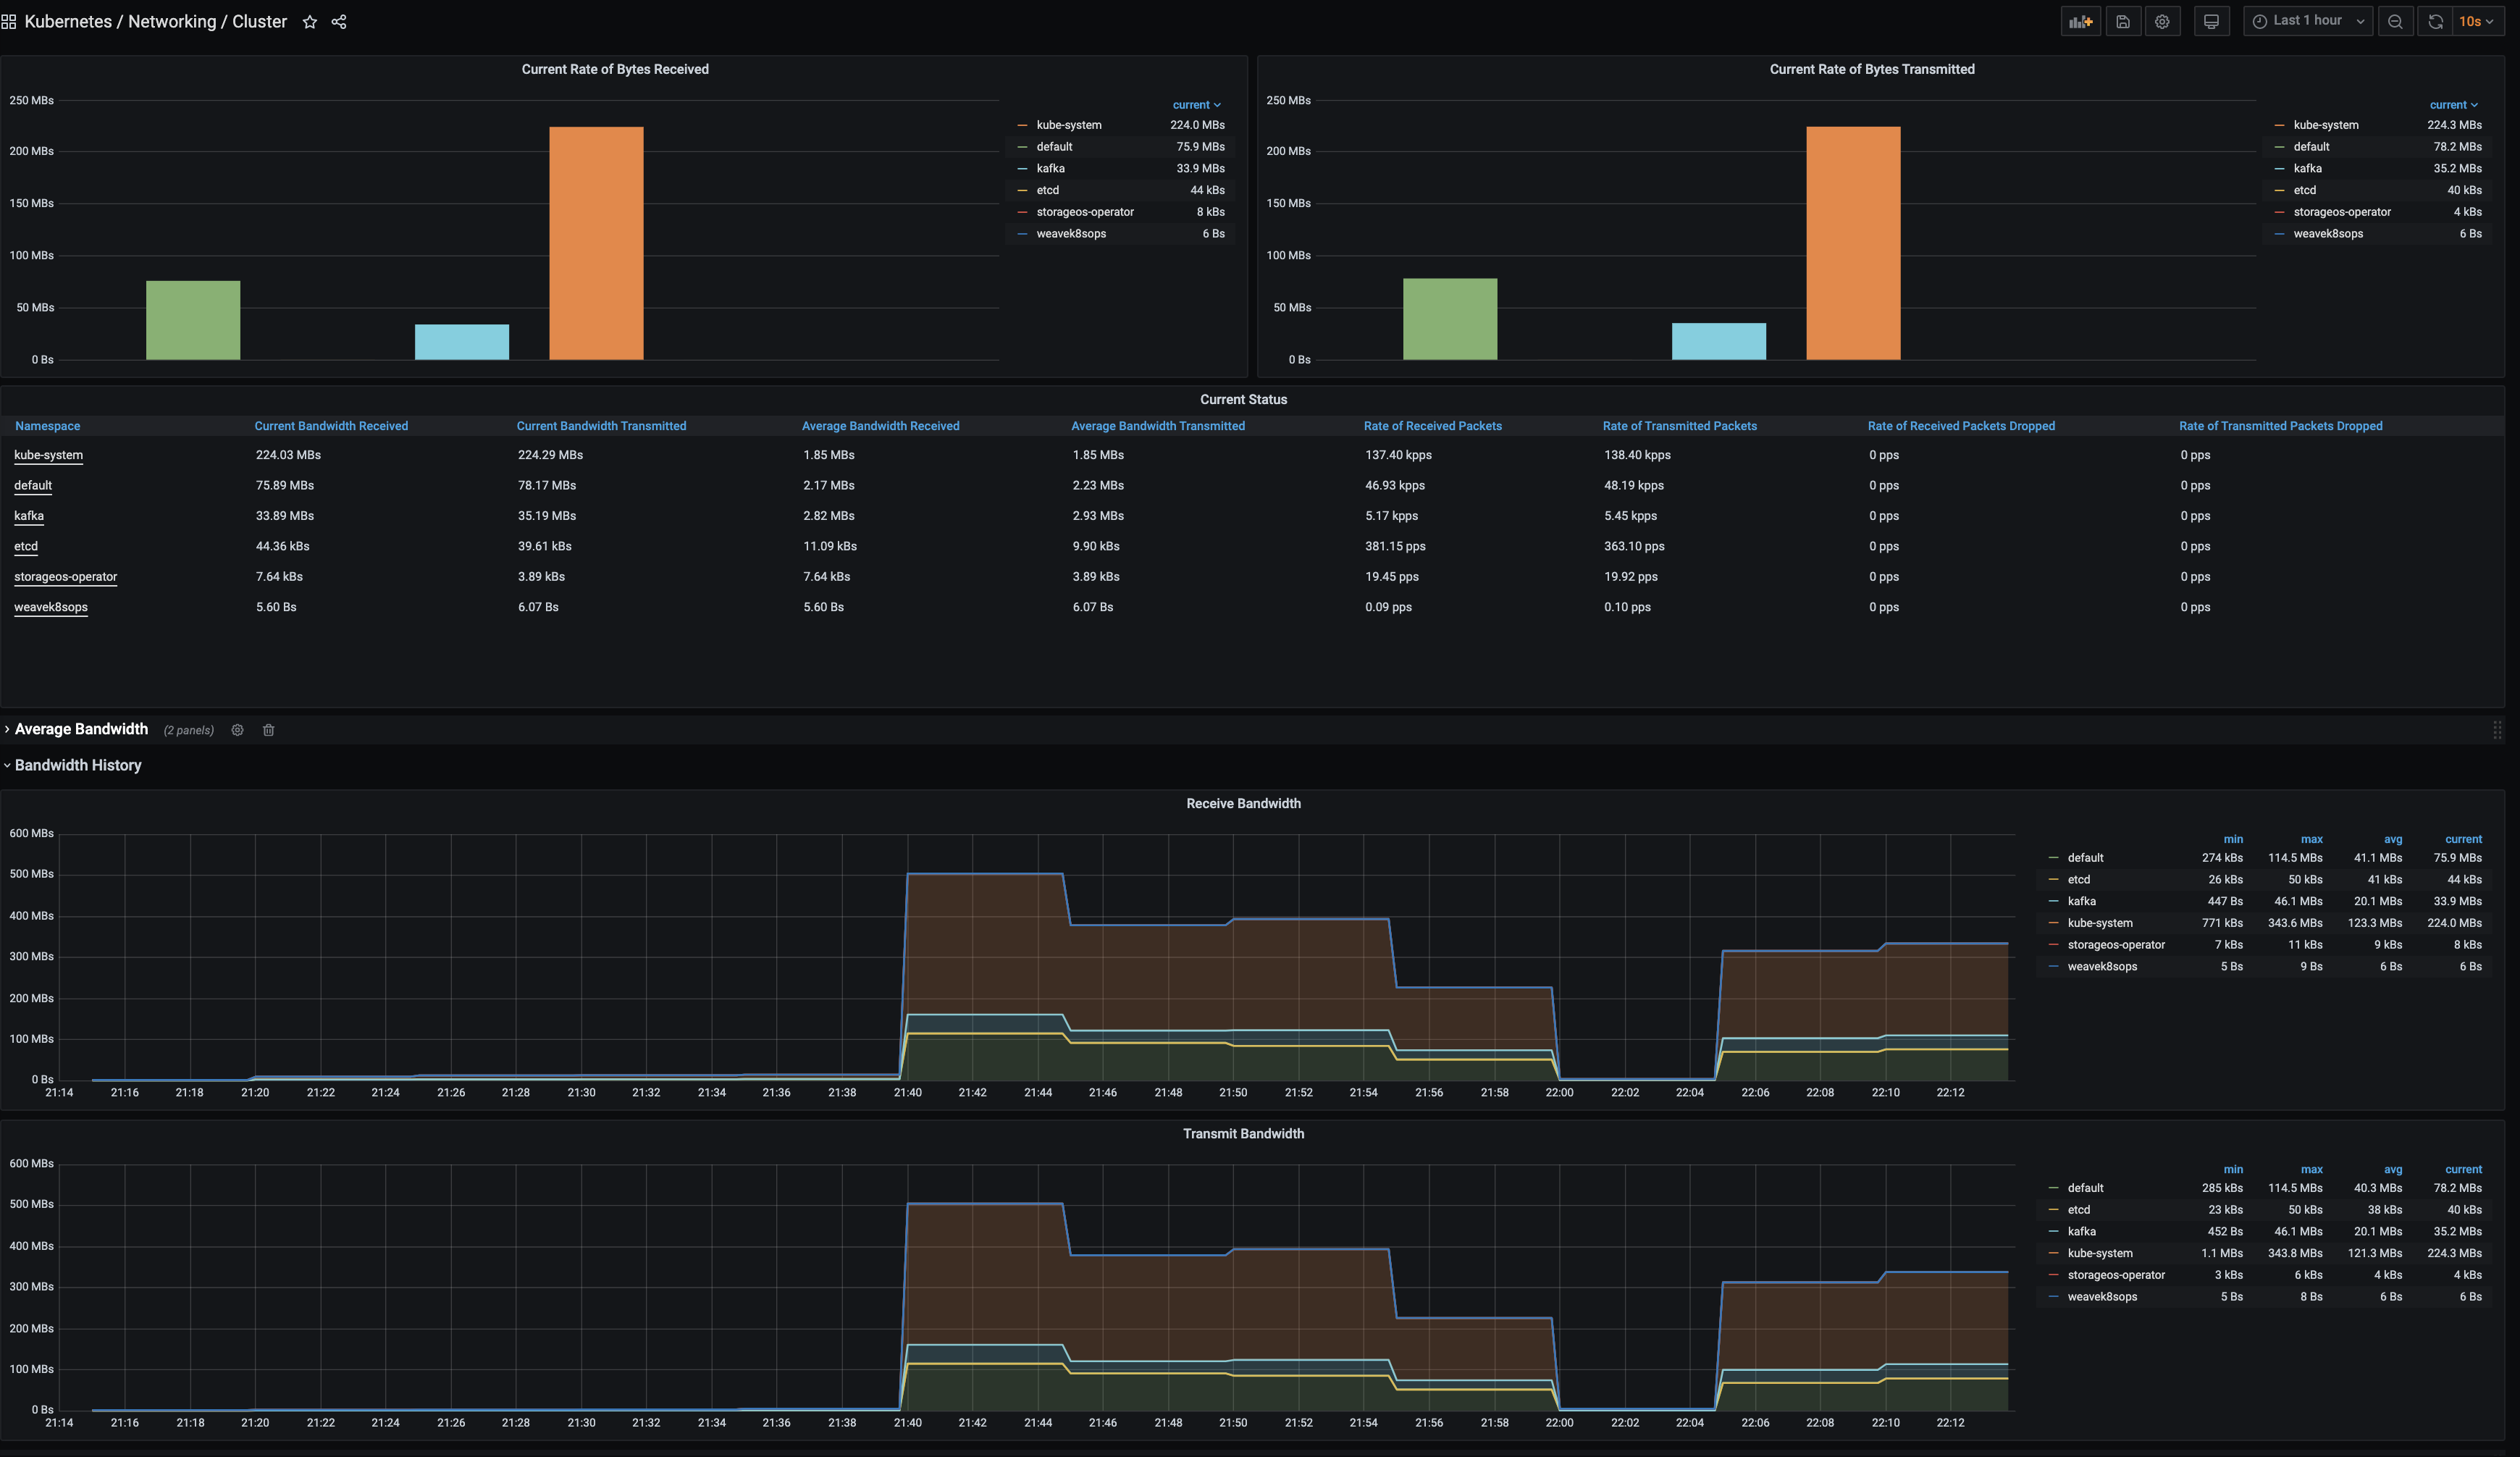 Kubernetes / Networking / Cluster
Last 1 hour
10s
Current Rate of Bytes Received
250 MBs
200 MBs
150 MBs
100 MBs
50 MBs
0 Bs
current
kube-system 224.0 MBs
default 75.9 MBs
kafka 33.9 MBs
etcd 44 kBs
storageos-operator 8 kBs
weavek8sops 6 Bs
Current Rate of Bytes Transmitted
250 MBs
200 MBs
150 MBs
100 MBs
50 MBs
0 Bs
current
kube-system 224.3 MBs
default 78.2 MBs
kafka 35.2 MBs
etcd 40 kBs
storageos-operator 4 kBs
weavek8sops 6 Bs
Current Status
Namespace Current Bandwidth Received Current Bandwidth Transmitted Average Bandwidth Received Average Bandwidth Transmitted Rate of Received Packets Rate of Transmitted Packets Rate of Received Packets Dropped Rate of Transmitted Packets Dropped
kube-system 224.03 MBs 224.29 MBs 1.85 MBs 1.85 MBs 137.40 kpps 138.40 kpps 0 pps 0 pps
default 75.89 MBs 78.17 MBs 2.17 MBs 2.23 MBs 46.93 kpps 48.19 kpps 0 pps 0 pps
kafka 33.89 MBs 35.19 MBs 2.82 MBs 2.93 MBs 5.17 kpps 5.45 kpps 0 pps 0 pps
etcd 44.36 kBs 39.61 kBs 11.09 kBs 9.90 kBs 381.15 pps 363.10 pps 0 pps 0 pps
storageos-operator 7.64 kBs 3.89 kBs 7.64 kBs 3.89 kBs 19.45 pps 19.92 pps 0 pps 0 pps
weavek8sops 5.60 Bs 6.07 Bs 5.60 Bs 6.07 Bs 0.09 pps 0.10 pps 0 pps 0 pps
Average Bandwidth (2 panels)
Bandwidth History
Receive Bandwidth
600 MBs
500 MBs
400 MBs
300 MBs
200 MBs
100 MBs
0 Bs
21:14 21:16 21:18 21:20 21:22 21:24 21:26 21:28 21:30 21:32 21:34 21:36 21:38 21:40 21:42 21:44 21:46 21:48 21:50 21:52 21:54 21:56 21:58 22:00 22:02 22:04 22:06 22:08 22:10 22:12
min max avg current
default 274 kBs 114.5 MBs 41.1 MBs 75.9 MBs
etcd 26 kBs 50 kBs 41 kBs 44 kBs
kafka 447 Bs 46.1 MBs 20.1 MBs 33.9 MBs
kube-system 771 kBs 343.6 MBs 123.3 MBs 224.0 MBs
storageos-operator 7 kBs 11 kBs 9 kBs 8 kBs
weavek8sops 5 Bs 9 Bs 6 Bs 6 Bs
Transmit Bandwidth
600 MBs
500 MBs
400 MBs
300 MBs
200 MBs
100 MBs
0 Bs
21:14 21:16 21:18 21:20 21:22 21:24 21:26 21:28 21:30 21:32 21:34 21:36 21:38 21:40 21:42 21:44 21:46 21:48 21:50 21:52 21:54 21:56 21:58 22:00 22:02 22:04 22:06 22:08 22:10 22:12
min max avg current
default 285 kBs 114.5 MBs 40.3 MBs 78.2 MBs
etcd 23 kBs 50 kBs 38 kBs 40 kBs
kafka 452 Bs 46.1 MBs 20.1 MBs 35.2 MBs
kube-system 1.1 MBs 343.8 MBs 121.3 MBs 224.3 MBs
storageos-operator 3 kBs 6 kBs 4 kBs 4 kBs
weavek8sops 5 Bs 8 Bs 6 Bs 6 Bs